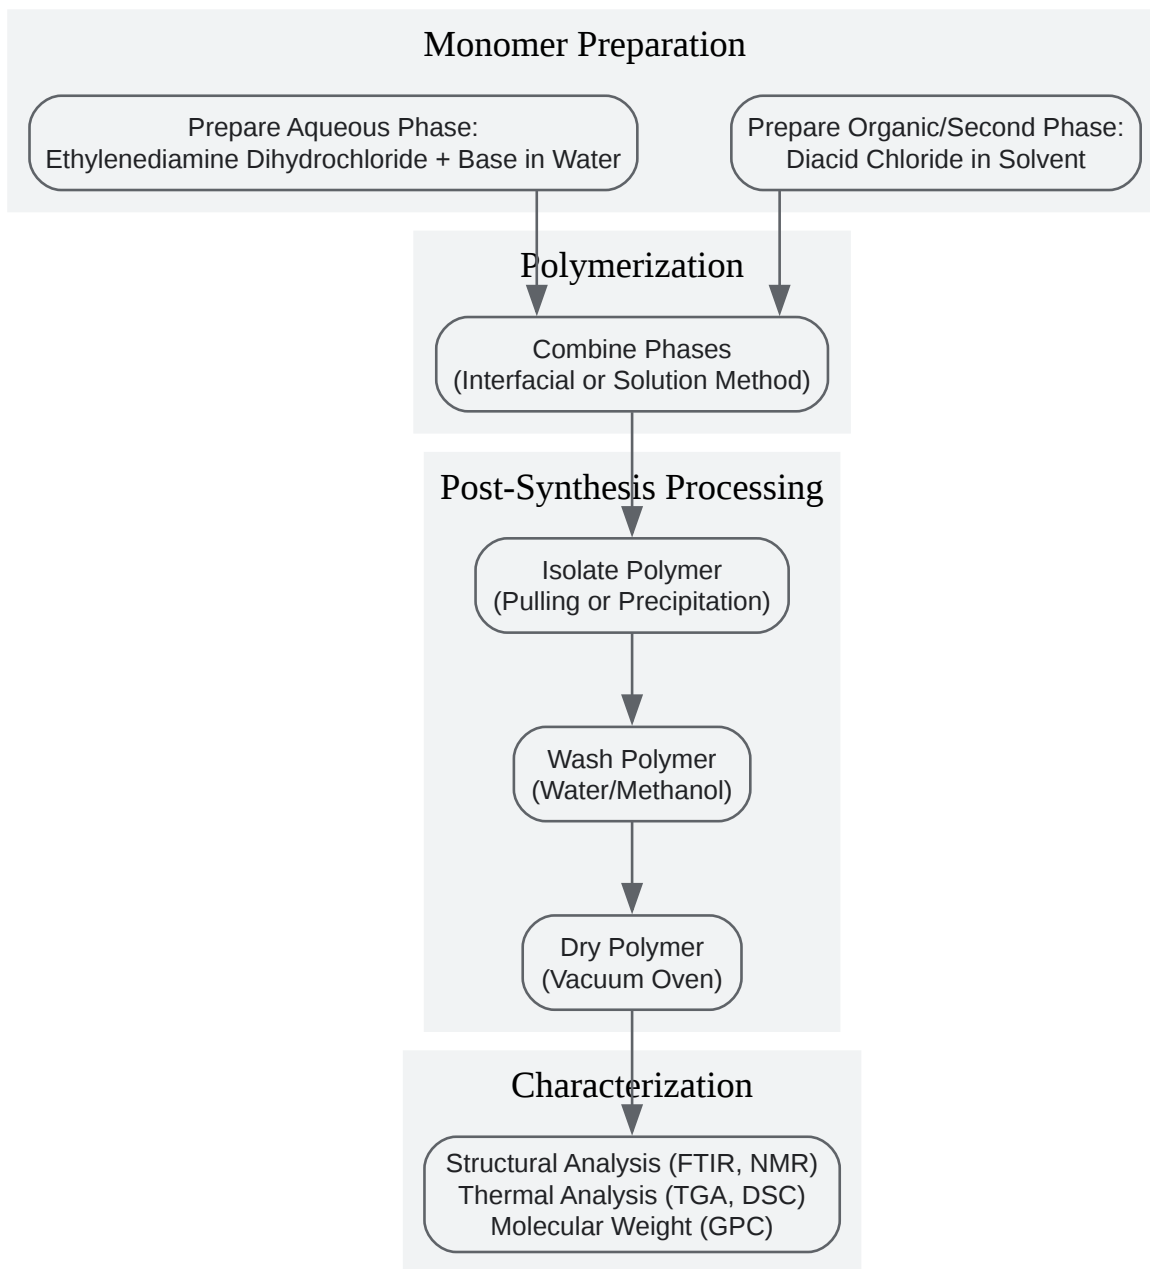 Monomer Preparation
Prepare Aqueous Phase:
Ethylenediamine Dihydrochloride + Base in Water
Prepare Organic/Second Phase:
Diacid Chloride in Solvent
Polymerization
Combine Phases
(Interfacial or Solution Method)
Post-Synthesis Processing
Isolate Polymer
(Pulling or Precipitation)
Wash Polymer
(Water/Methanol)
Dry Polymer
(Vacuum Oven)
Characterization
Structural Analysis (FTIR, NMR)
Thermal Analysis (TGA, DSC)
Molecular Weight (GPC)